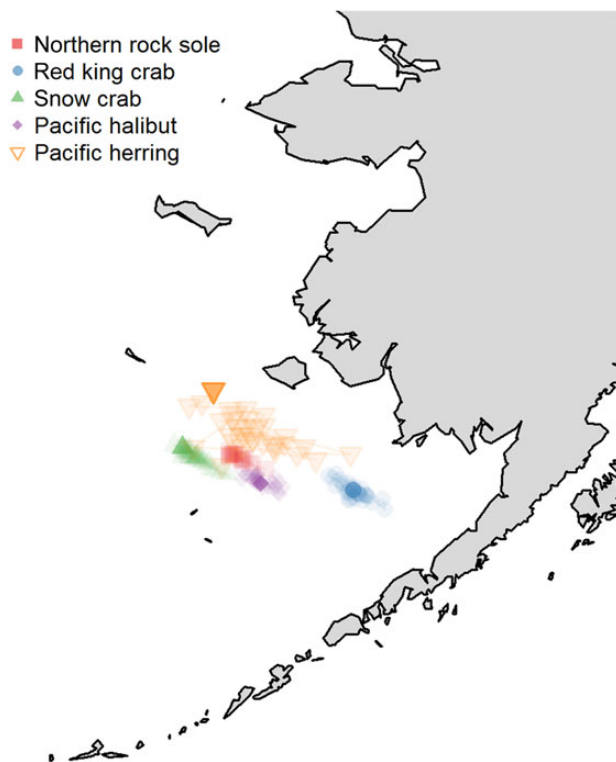 Northern rock sole
Red king crab
Snow crab
Pacific halibut
Pacific herring